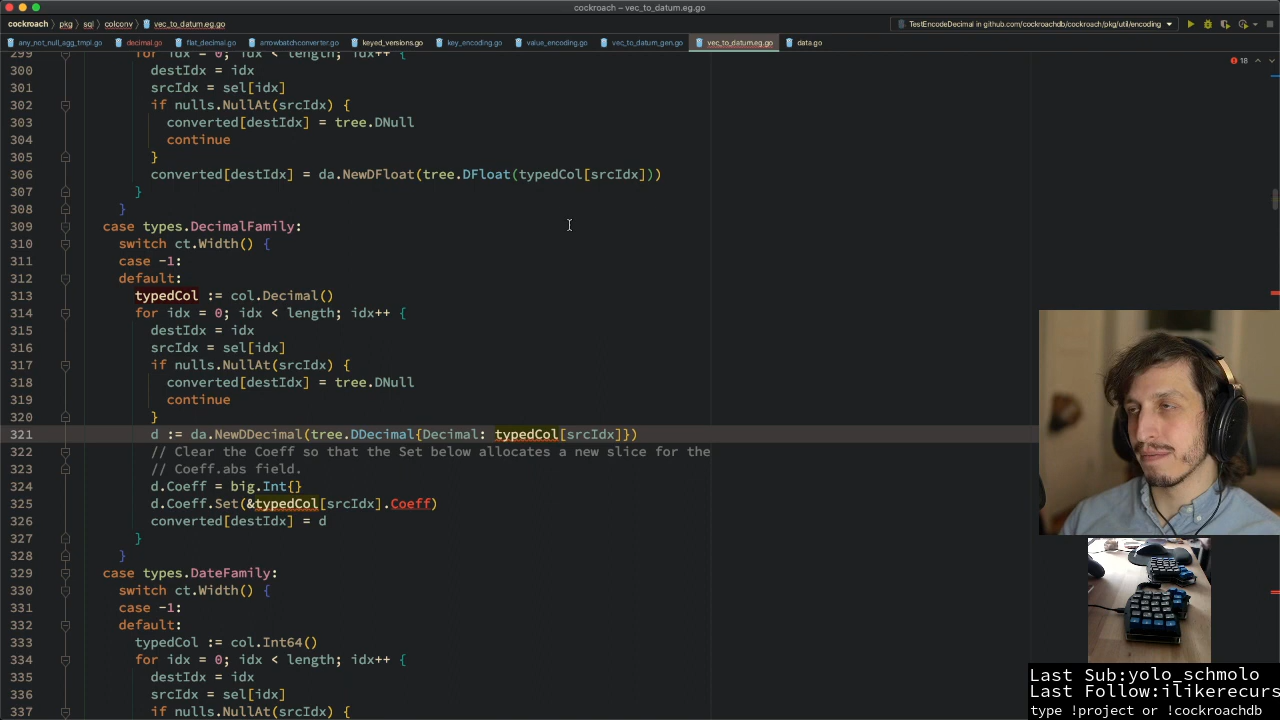 cockroach – vec_to_datum.eg.go
cockroach › pkg › sql › colconv › vec_to_datum.eg.go
TestEncodeDecimal in github.com/cockroachdb/cockroach/pkg/util/encoding
any_not_null_agg_tmpl.go decimal.go flat_decimal.go arrowbatchconverter.go keyed_versions.go key_encoding.go value_encoding.go vec_to_datum_gen.go vec_to_datum.eg.go data.go
18
299 for idx = 0; idx < length; idx++ {
300 destIdx = idx
301 srcIdx = sel[idx]
302 if nulls.NullAt(srcIdx) {
303 converted[destIdx] = tree.DNull
304 continue
305 }
306 converted[destIdx] = da.NewDFloat(tree.DFloat(typedCol[srcIdx]))
307 }
308 }
309 case types.DecimalFamily:
310 switch ct.Width() {
311 case -1:
312 default:
313 typedCol := col.Decimal()
314 for idx = 0; idx < length; idx++ {
315 destIdx = idx
316 srcIdx = sel[idx]
317 if nulls.NullAt(srcIdx) {
318 converted[destIdx] = tree.DNull
319 continue
320 }
321 d := da.NewDDecimal(tree.DDecimal{Decimal: typedCol[srcIdx]})
322 // Clear the Coeff so that the Set below allocates a new slice for the
323 // Coeff.abs field.
324 d.Coeff = big.Int{}
325 d.Coeff.Set(&typedCol[srcIdx].Coeff)
326 converted[destIdx] = d
327 }
328 }
329 case types.DateFamily:
330 switch ct.Width() {
331 case -1:
332 default:
333 typedCol := col.Int64()
334 for idx = 0; idx < length; idx++ {
335 destIdx = idx
336 srcIdx = sel[idx]
337 if nulls.NullAt(srcIdx) {
Last Sub:yolo_schmolo
Last Follow:ilikerecurs
type !project or !cockroachdb